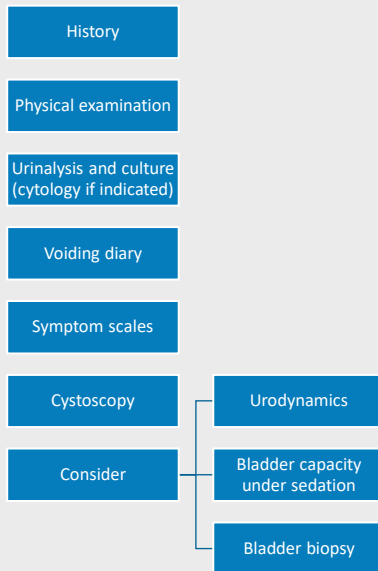 History
Physical examination
Urinalysis and culture
(cytology if indicated)
Voiding diary
Symptom scales
Cystoscopy
Consider
Urodynamics
Bladder capacity
under sedation
Bladder biopsy